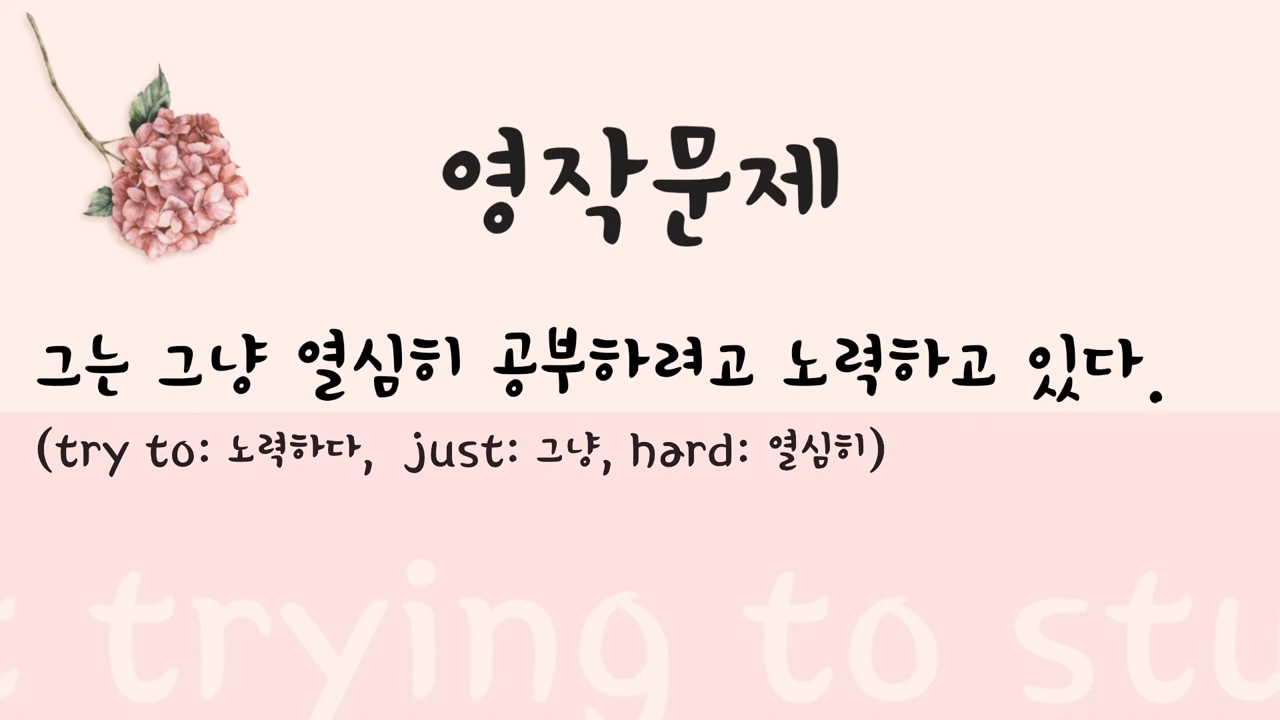 영작문제
그는 그냥 열심히 공부하려고 노력하고 있다.
(try to: 노력하다, just: 그냥, hard: 열심히)
trying to